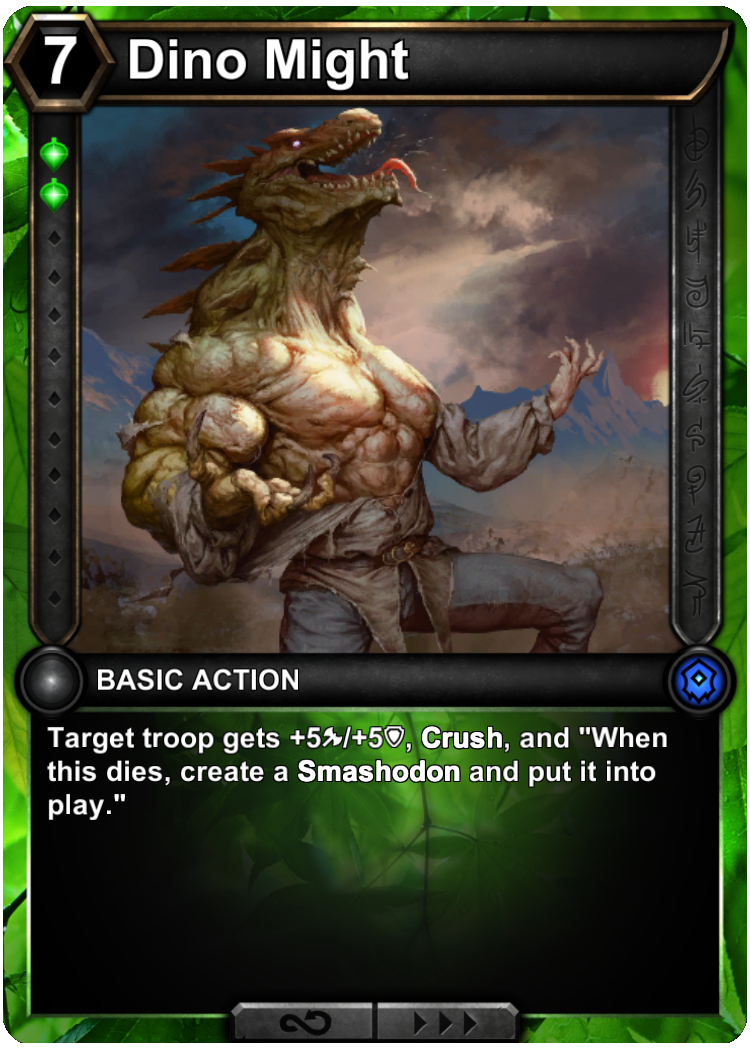 7
Dino Might
BASIC ACTION
Target troop gets +5/+5, Crush, and "When
this dies, create a Smashodon and put it into
play."